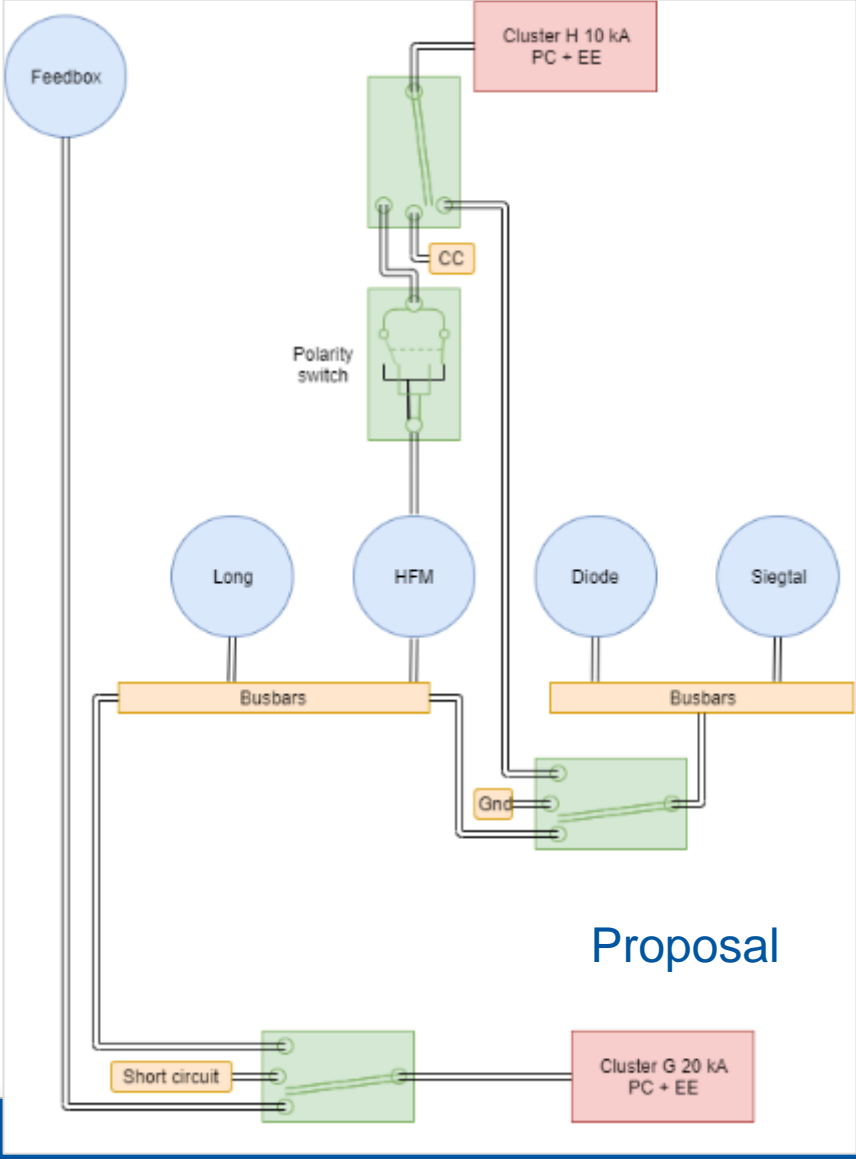 Cluster H 10 kA
PC + EE
Feedbox
CC
Polarity
switch
Long
HFM
Diode
Siegtal
Busbars
Busbars
Gnd
Proposal
Short circuit
Cluster G 20 kA
PC + EE